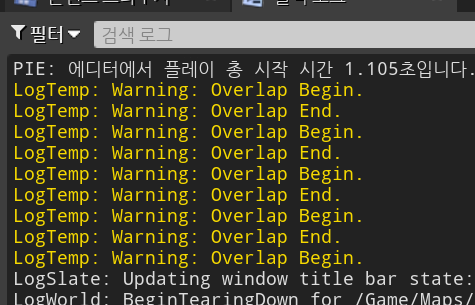 필터
검색 로그
PIE: 에디터에서 플레이 총 시작 시간 1.105초입니다.
LogTemp: Warning: Overlap Begin.
LogTemp: Warning: Overlap End.
LogTemp: Warning: Overlap Begin.
LogTemp: Warning: Overlap End.
LogTemp: Warning: Overlap Begin.
LogTemp: Warning: Overlap End.
LogTemp: Warning: Overlap Begin.
LogTemp: Warning: Overlap End.
LogTemp: Warning: Overlap Begin.
LogSlate: Updating window title bar state:
LogWorld: BeginTearingDown for /Game/Maps/